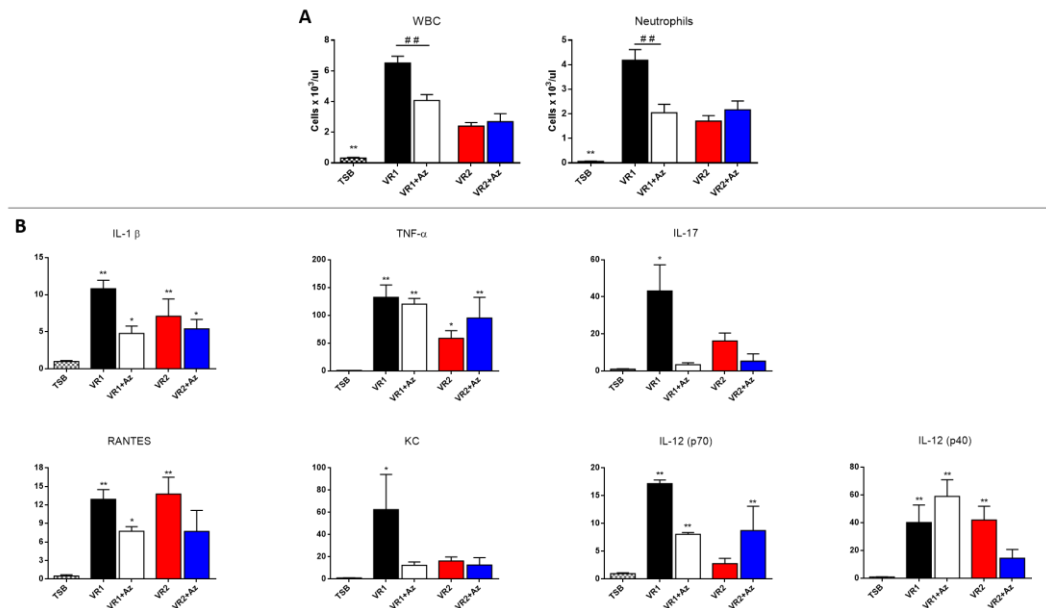 A
WBC
Neutrophils
Cells x 10³/ul
8
6
4
2
0
**
##
TSB
VR1
VR1+Az
VR2
VR2+Az
Cells x 10³/ul
5
4
3
2
1
0
**
##
TSB
VR1
VR1+Az
VR2
VR2+Az
B
IL-1 β
15
10
5
0
**
*
**
*
TSB
VR1
VR1+Az
VR2
VR2+Az
TNF-α
200
150
100
50
0
**
**
*
**
TSB
VR1
VR1+Az
VR2
VR2+Az
IL-17
60
40
20
0
*
TSB
VR1
VR1+Az
VR2
VR2+Az
RANTES
18
15
12
9
6
3
0
**
*
**
TSB
VR1
VR1+Az
VR2
VR2+Az
KC
100
80
60
40
20
0
*
TSB
VR1
VR1+Az
VR2
VR2+Az
IL-12 (p70)
20
15
10
5
0
**
**
**
TSB
VR1
VR1+Az
VR2
VR2+Az
IL-12 (p40)
80
60
40
20
0
**
**
**
TSB
VR1
VR1+Az
VR2
VR2+Az